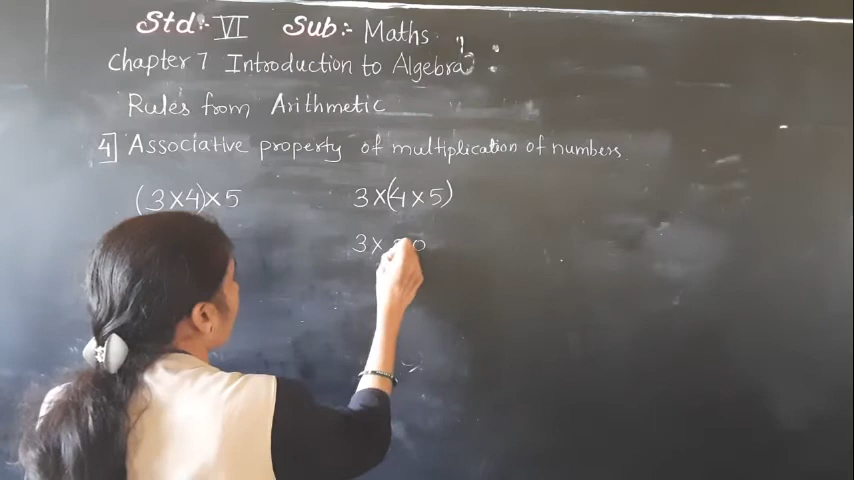 Std:- VI Sub:- Maths.
Chapter 7 Introduction to Algebra
Rules from Arithmetic
4] Associative property of multiplication of numbers.
(3×4)×5 3×(4×5)
3×